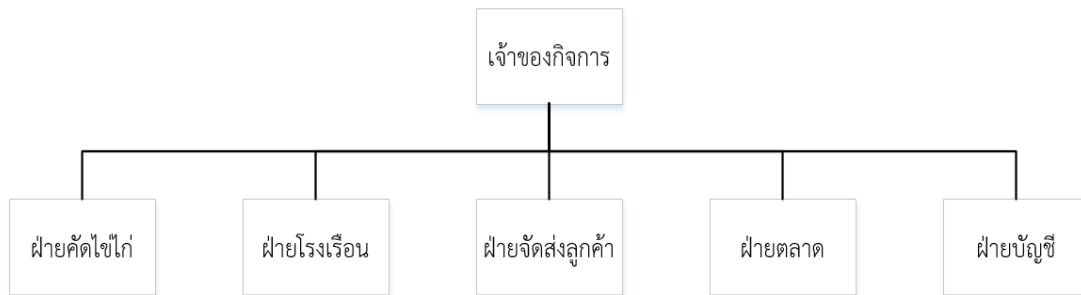 เจ้าของกิจการ
ฝ่ายคัดไข่ไก่
ฝ่ายโรงเรือน
ฝ่ายจัดส่งลูกค้า
ฝ่ายตลาด
ฝ่ายบัญชี